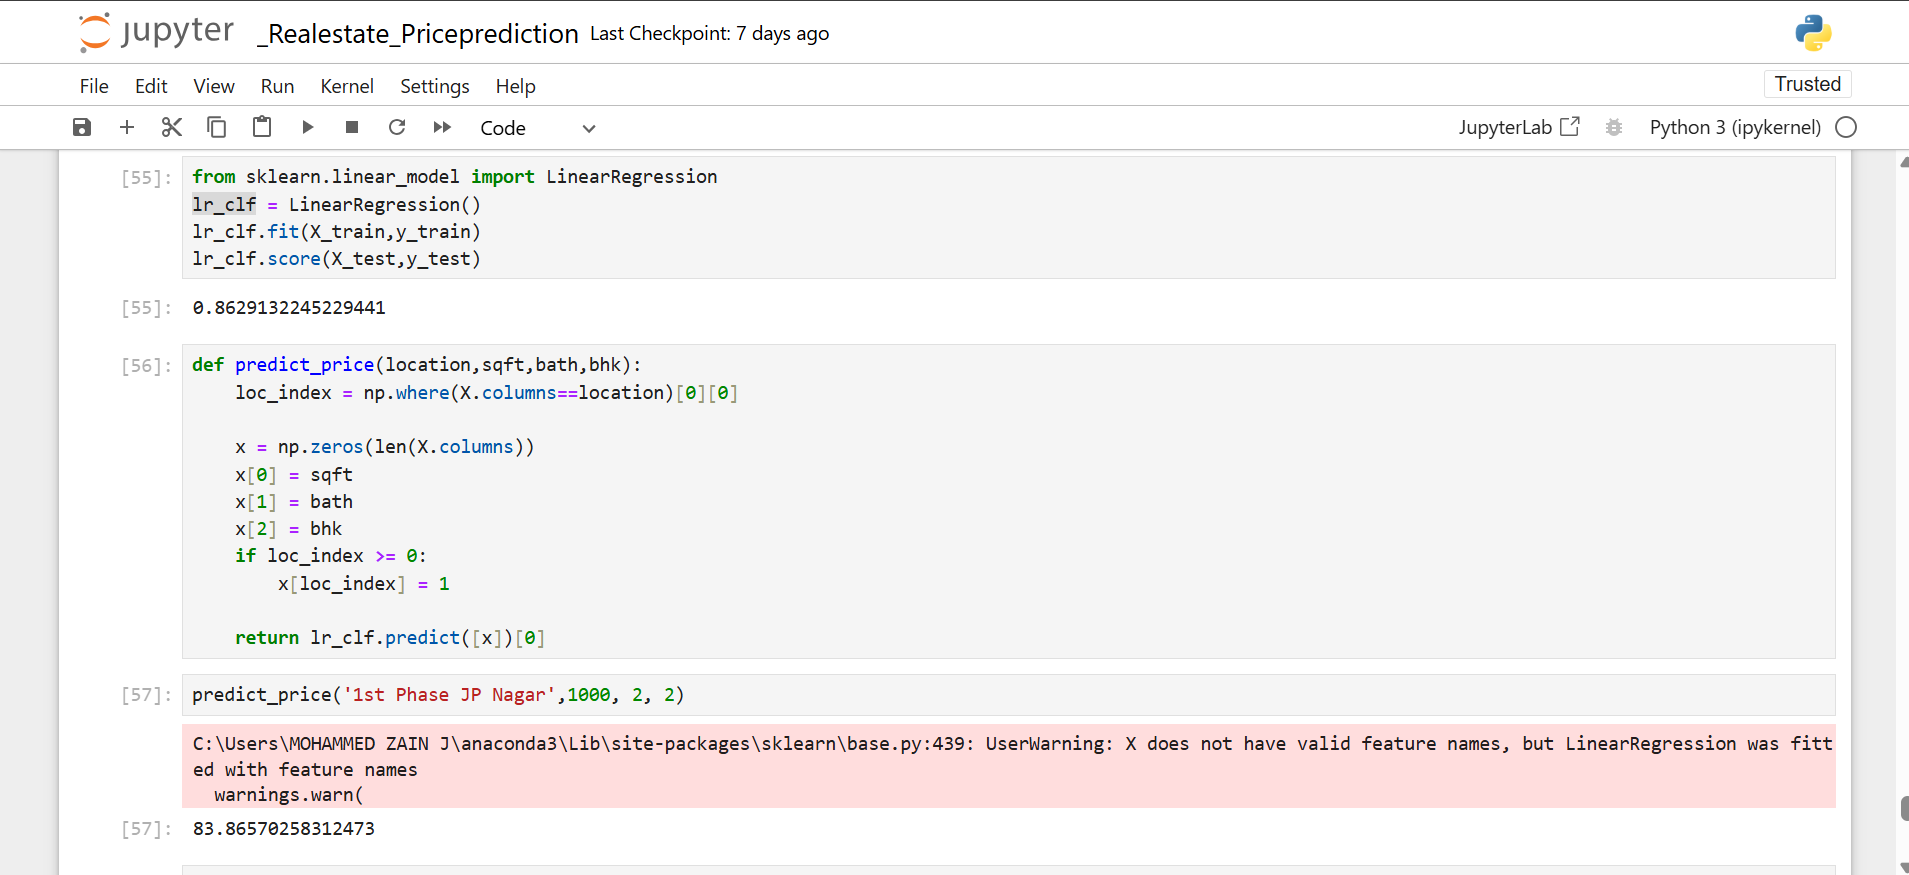 jupyter _Realestate_Priceprediction Last Checkpoint: 7 days ago
File Edit View Run Kernel Settings Help Trusted
Code JupyterLab Python 3 (ipykernel)
[55]: from sklearn.linear_model import LinearRegression
lr_clf = LinearRegression()
lr_clf.fit(X_train,y_train)
lr_clf.score(X_test,y_test)
[55]: 0.8629132245229441
[56]: def predict_price(location,sqft,bath,bhk):
    loc_index = np.where(X.columns==location)[0][0]
    x = np.zeros(len(X.columns))
    x[0] = sqft
    x[1] = bath
    x[2] = bhk
    if loc_index >= 0:
        x[loc_index] = 1
    return lr_clf.predict([x])[0]
[57]: predict_price('1st Phase JP Nagar',1000, 2, 2)
C:\Users\MOHAMMED ZAIN J\anaconda3\Lib\site-packages\sklearn\base.py:439: UserWarning: X does not have valid feature names, but LinearRegression was fitt
ed with feature names
  warnings.warn(
[57]: 83.86570258312473